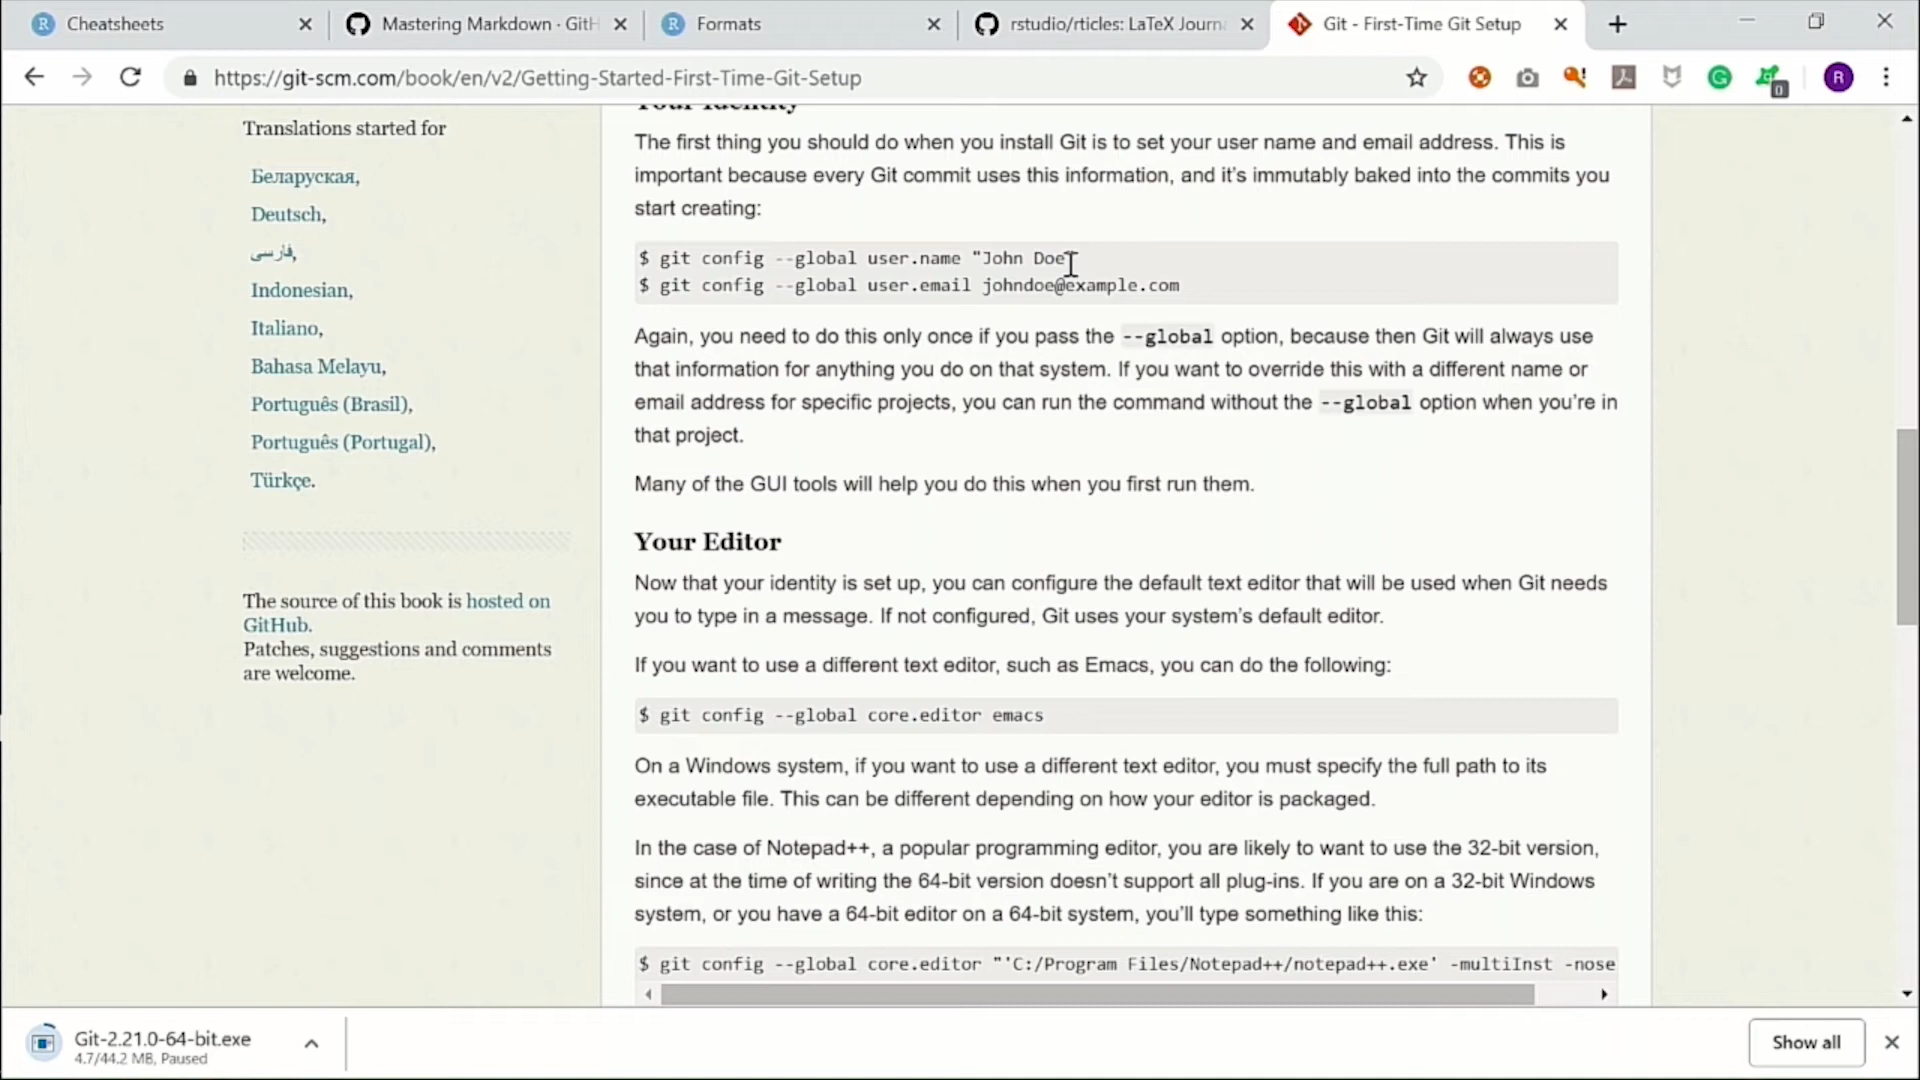 Cheatsheets
Mastering Markdown · GitH
Formats
rstudio/rticles: LaTeX Journa
Git - First-Time Git Setup
https://git-scm.com/book/en/v2/Getting-Started-First-Time-Git-Setup
R
0
Translations started for
Беларуская,
Deutsch,
فارسی,
Indonesian,
Italiano,
Bahasa Melayu,
Português (Brasil),
Português (Portugal),
Türkçe.
The source of this book is hosted on
GitHub.
Patches, suggestions and comments
are welcome.
Your Identity
The first thing you should do when you install Git is to set your user name and email address. This is
important because every Git commit uses this information, and it's immutably baked into the commits you
start creating:
$ git config --global user.name "John Doe"
$ git config --global user.email johndoe@example.com
Again, you need to do this only once if you pass the --global option, because then Git will always use
that information for anything you do on that system. If you want to override this with a different name or
email address for specific projects, you can run the command without the --global option when you're in
that project.
Many of the GUI tools will help you do this when you first run them.
Your Editor
Now that your identity is set up, you can configure the default text editor that will be used when Git needs
you to type in a message. If not configured, Git uses your system's default editor.
If you want to use a different text editor, such as Emacs, you can do the following:
$ git config --global core.editor emacs
On a Windows system, if you want to use a different text editor, you must specify the full path to its
executable file. This can be different depending on how your editor is packaged.
In the case of Notepad++, a popular programming editor, you are likely to want to use the 32-bit version,
since at the time of writing the 64-bit version doesn't support all plug-ins. If you are on a 32-bit Windows
system, or you have a 64-bit editor on a 64-bit system, you'll type something like this:
$ git config --global core.editor "'C:/Program Files/Notepad++/notepad++.exe' -multiInst -nose
Git-2.21.0-64-bit.exe
4.7/44.2 MB, Paused
Show all